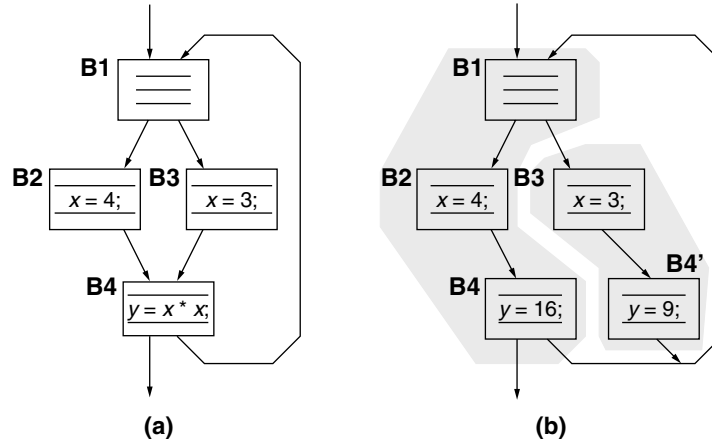 B1
B2
x = 4;
B3
x = 3;
B4
y = x * x;
(a)
B1
B2
x = 4;
B3
x = 3;
B4
y = 16;
B4’
y = 9;
(b)